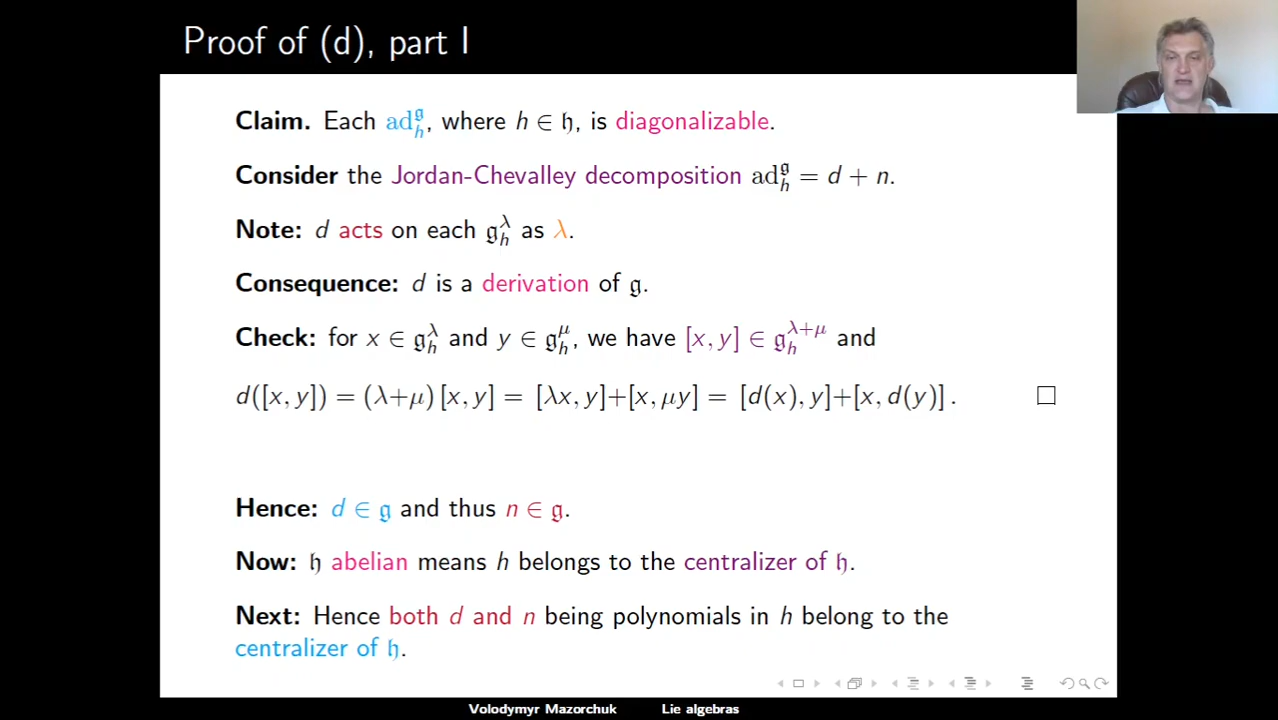 Proof of (d), part I
Claim. Each ad_h^𝔤, where h ∈ 𝔥, is diagonalizable.
Consider the Jordan-Chevalley decomposition ad_h^𝔤 = d + n.
Note: d acts on each 𝔤_h^λ as λ.
Consequence: d is a derivation of 𝔤.
Check: for x ∈ 𝔤_h^λ and y ∈ 𝔤_h^μ, we have [x, y] ∈ 𝔤_h^{λ+μ} and
d([x, y]) = (λ+μ)[x, y] = [λx, y]+[x, μy] = [d(x), y]+[x, d(y)]. □
Hence: d ∈ 𝔤 and thus n ∈ 𝔤.
Now: 𝔥 abelian means h belongs to the centralizer of 𝔥.
Next: Hence both d and n being polynomials in h belong to the
centralizer of 𝔥.
Volodymyr Mazorchuk Lie algebras